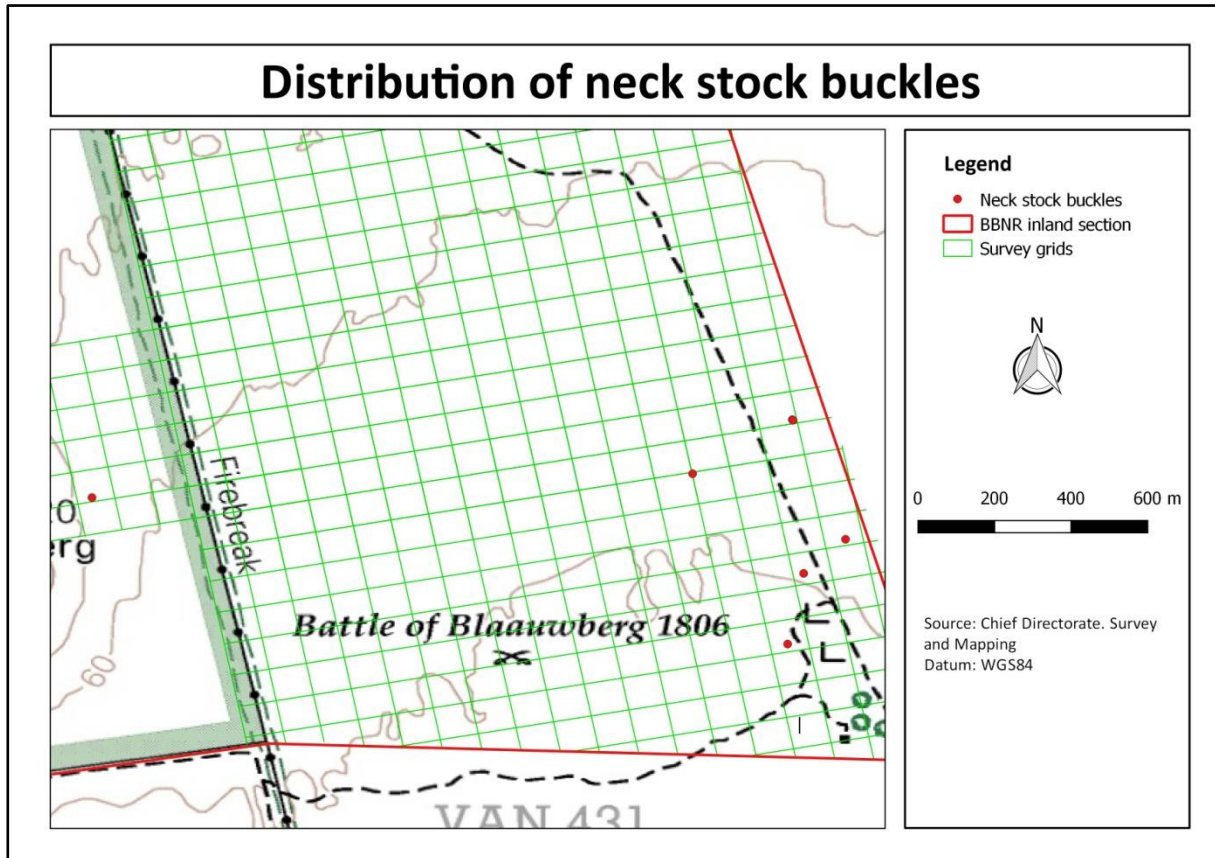 Distribution of neck stock buckles
Firebreak
erg
Battle of Blaauwberg 1806
60
VAN 431
Legend
Neck stock buckles
BBNR inland section
Survey grids
N
0 200 400 600 m
Source: Chief Directorate. Survey
and Mapping
Datum: WGS84